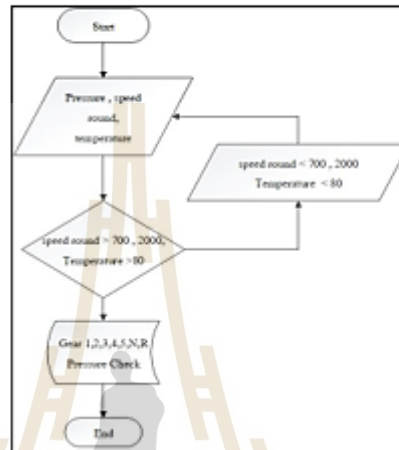 Start
Pressure , speed
sound,
temperature
speed sound < 700 , 2000
Temperature < 80
speed sound > 700 , 2000,
Temperature >80
Gear 1,2,3,4,5,N,R
Pressure Check
End